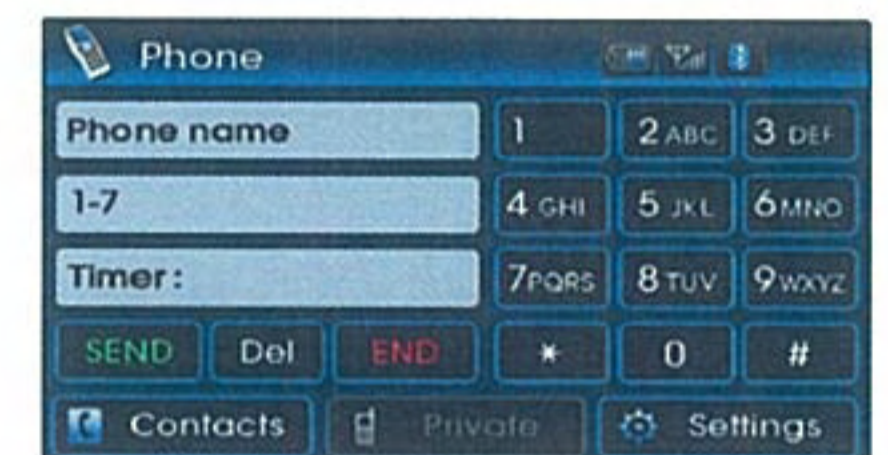 Phone
Phone name
1 2 ABC 3 DEF
1-7
4 GHI 5 JKL 6 MNO
Timer :
7 PQRS 8 TUV 9 WXYZ
SEND Del END * 0 #
Contacts Private Settings